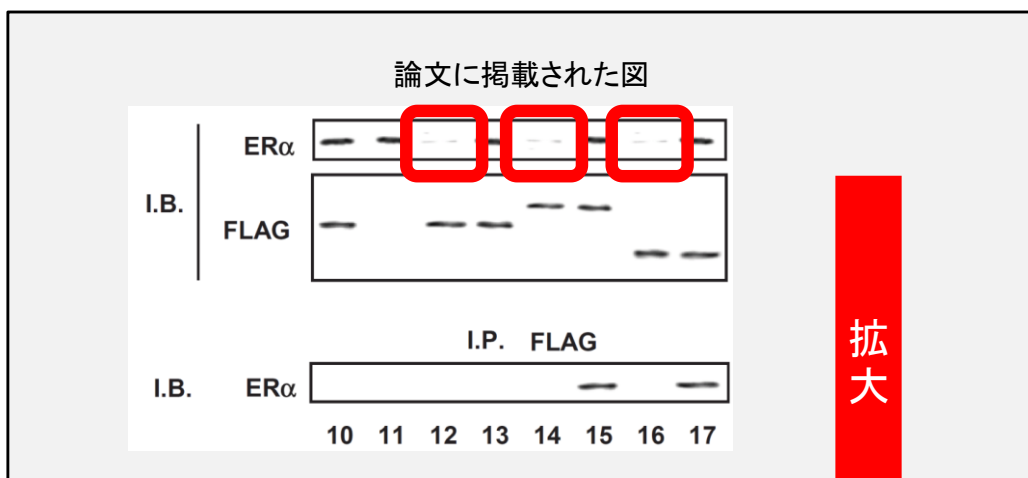 論文に掲載された図
ERα
I.B.
FLAG
I.P. FLAG
I.B. ERα
10 11 12 13 14 15 16 17
拡大